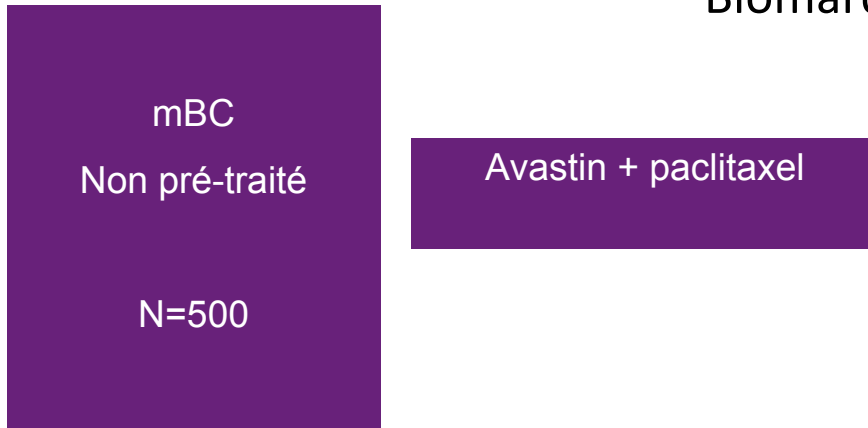 mBC
Non pré-traité
N=500
Avastin + paclitaxel